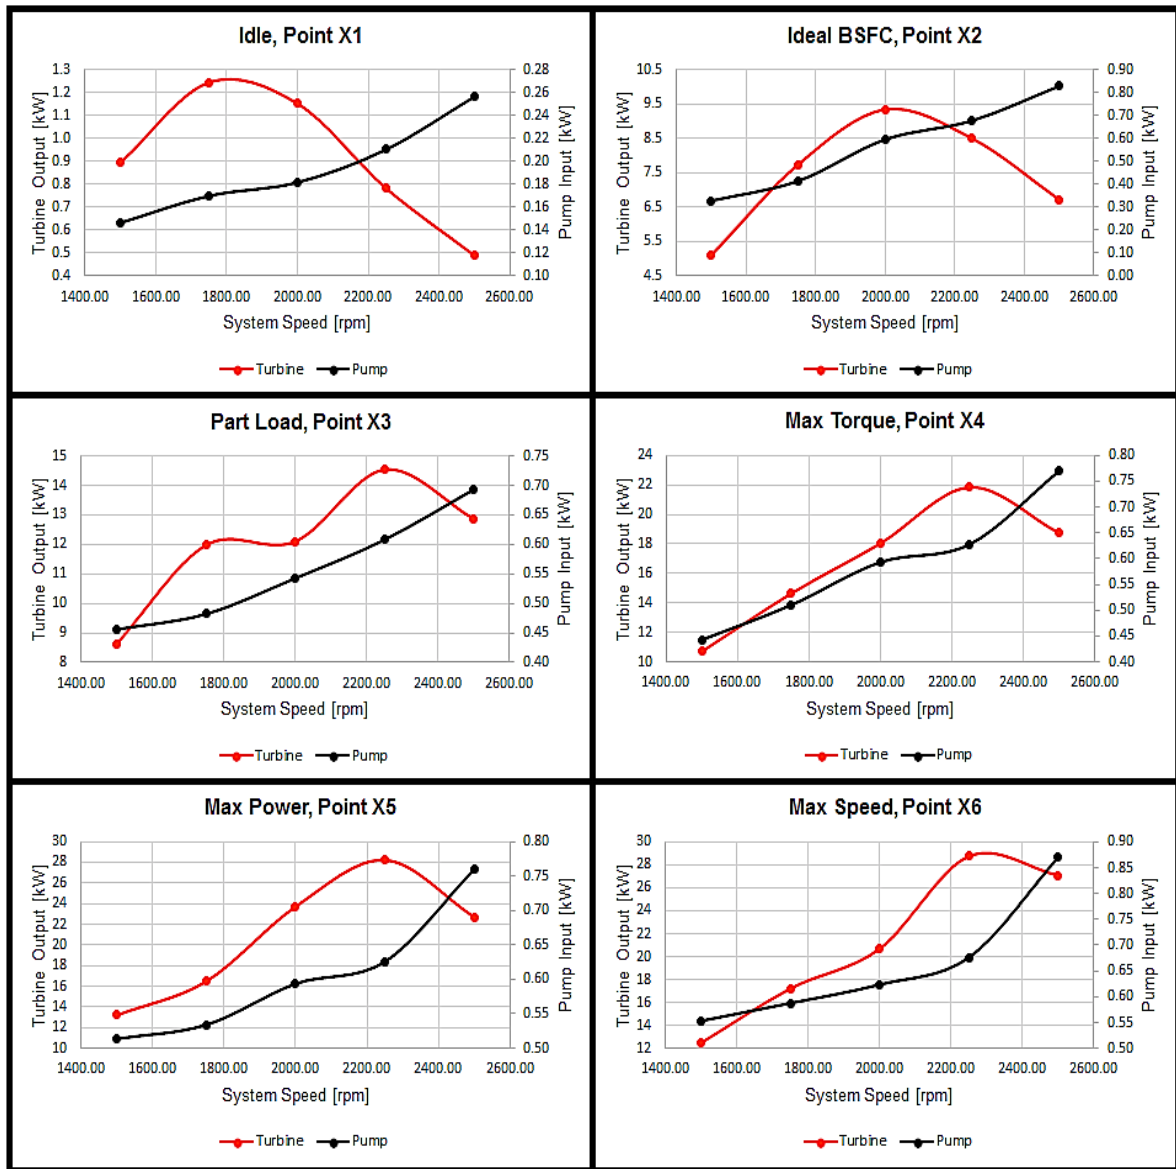 Idle, Point X1
Turbine Output [kW]
1.3
1.2
1.1
1.0
0.9
0.8
0.7
0.6
0.5
0.4
0.28
0.26
0.24
0.22
0.20
0.18
0.16
0.14
0.12
0.10
Pump Input [kW]
1400.00 1600.00 1800.00 2000.00 2200.00 2400.00 2600.00
System Speed [rpm]
Turbine Pump
Ideal BSFC, Point X2
Turbine Output [kW]
10.5
9.5
8.5
7.5
6.5
5.5
4.5
0.90
0.80
0.70
0.60
0.50
0.40
0.30
0.20
0.10
0.00
Pump Input [kW]
1400.00 1600.00 1800.00 2000.00 2200.00 2400.00 2600.00
System Speed [rpm]
Turbine Pump
Part Load, Point X3
Turbine Output [kW]
15
14
13
12
11
10
9
8
0.75
0.70
0.65
0.60
0.55
0.50
0.45
0.40
Pump Input [kW]
1400.00 1600.00 1800.00 2000.00 2200.00 2400.00 2600.00
System Speed [rpm]
Turbine Pump
Max Torque, Point X4
Turbine Output [kW]
24
22
20
18
16
14
12
10
0.80
0.75
0.70
0.65
0.60
0.55
0.50
0.45
0.40
Pump Input [kW]
1400.00 1600.00 1800.00 2000.00 2200.00 2400.00 2600.00
System Speed [rpm]
Turbine Pump
Max Power, Point X5
Turbine Output [kW]
30
28
26
24
22
20
18
16
14
12
10
0.80
0.75
0.70
0.65
0.60
0.55
0.50
Pump Input [kW]
1400.00 1600.00 1800.00 2000.00 2200.00 2400.00 2600.00
System Speed [rpm]
Turbine Pump
Max Speed, Point X6
Turbine Output [kW]
30
28
26
24
22
20
18
16
14
12
0.90
0.85
0.80
0.75
0.70
0.65
0.60
0.55
0.50
Pump Input [kW]
1400.00 1600.00 1800.00 2000.00 2200.00 2400.00 2600.00
System Speed [rpm]
Turbine Pump